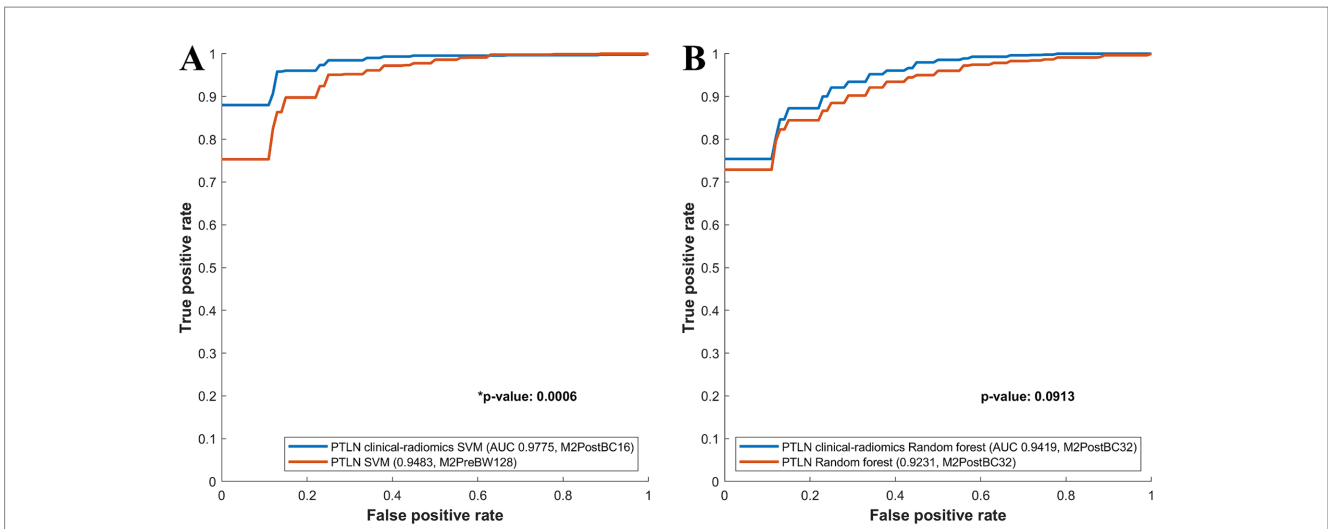 A
1
0.9
0.8
0.7
0.6
0.5
0.4
0.3
0.2
0.1
0
True positive rate
*p-value: 0.0006
PTLN clinical-radiomics SVM (AUC 0.9775, M2PostBC16)
PTLN SVM (0.9483, M2PreBW128)
0 0.2 0.4 0.6 0.8 1
False positive rate
B
1
0.9
0.8
0.7
0.6
0.5
0.4
0.3
0.2
0.1
0
True positive rate
p-value: 0.0913
PTLN clinical-radiomics Random forest (AUC 0.9419, M2PostBC32)
PTLN Random forest (0.9231, M2PostBC32)
0 0.2 0.4 0.6 0.8 1
False positive rate